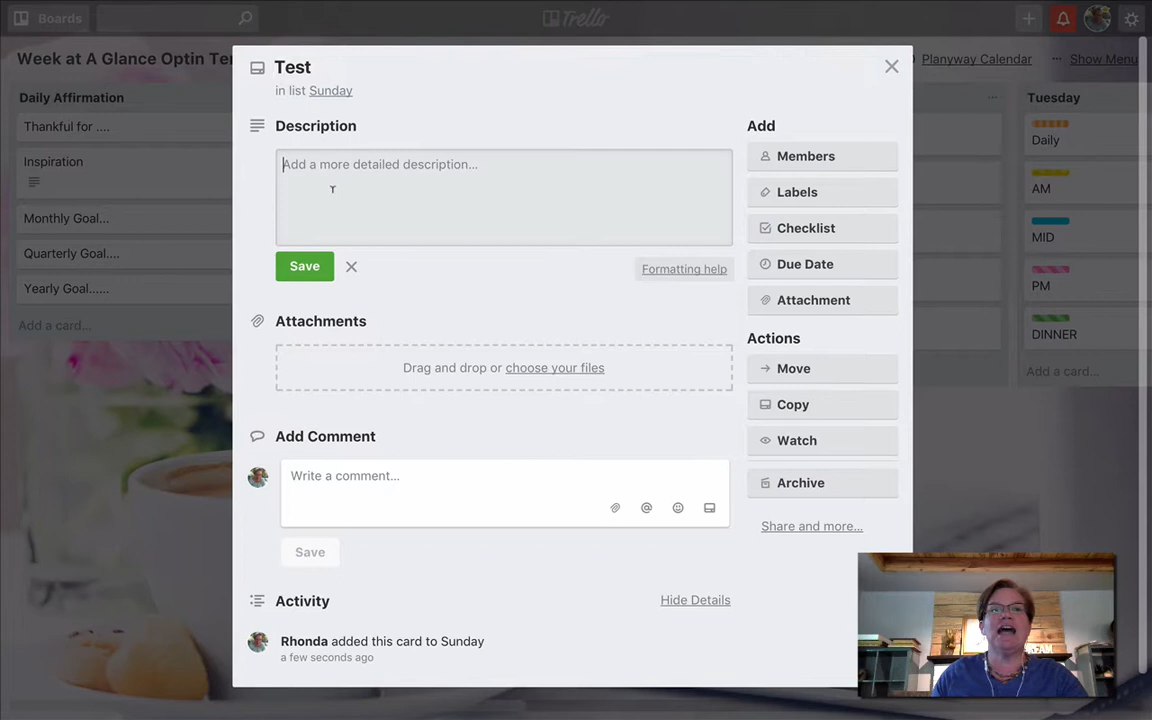 Boards
Trello
Week at A Glance Optin Te
Planyway Calendar
... Show Menu
Daily Affirmation
Thankful for ....
Inspiration
Monthly Goal...
Quarterly Goal....
Yearly Goal......
Add a card...
Test
in list Sunday
Description
Add a more detailed description...
Save
Formatting help
Attachments
Drag and drop or choose your files
Add Comment
Write a comment...
Save
Activity
Hide Details
Rhonda added this card to Sunday
a few seconds ago
Add
Members
Labels
Checklist
Due Date
Attachment
Actions
Move
Copy
Watch
Archive
Share and more...
Tuesday
Daily
AM
MID
PM
DINNER
Add a card...